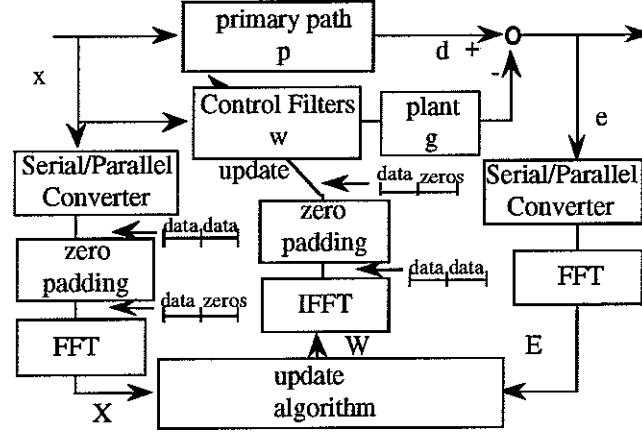 primary path
p
d +
-
x
Control Filters
w
plant
g
e
update
data zeros
Serial/Parallel
Converter
Serial/Parallel
Converter
data data
zero
padding
zero
padding
data data
FFT
data zeros
IFFT
FFT
W
E
X
update
algorithm